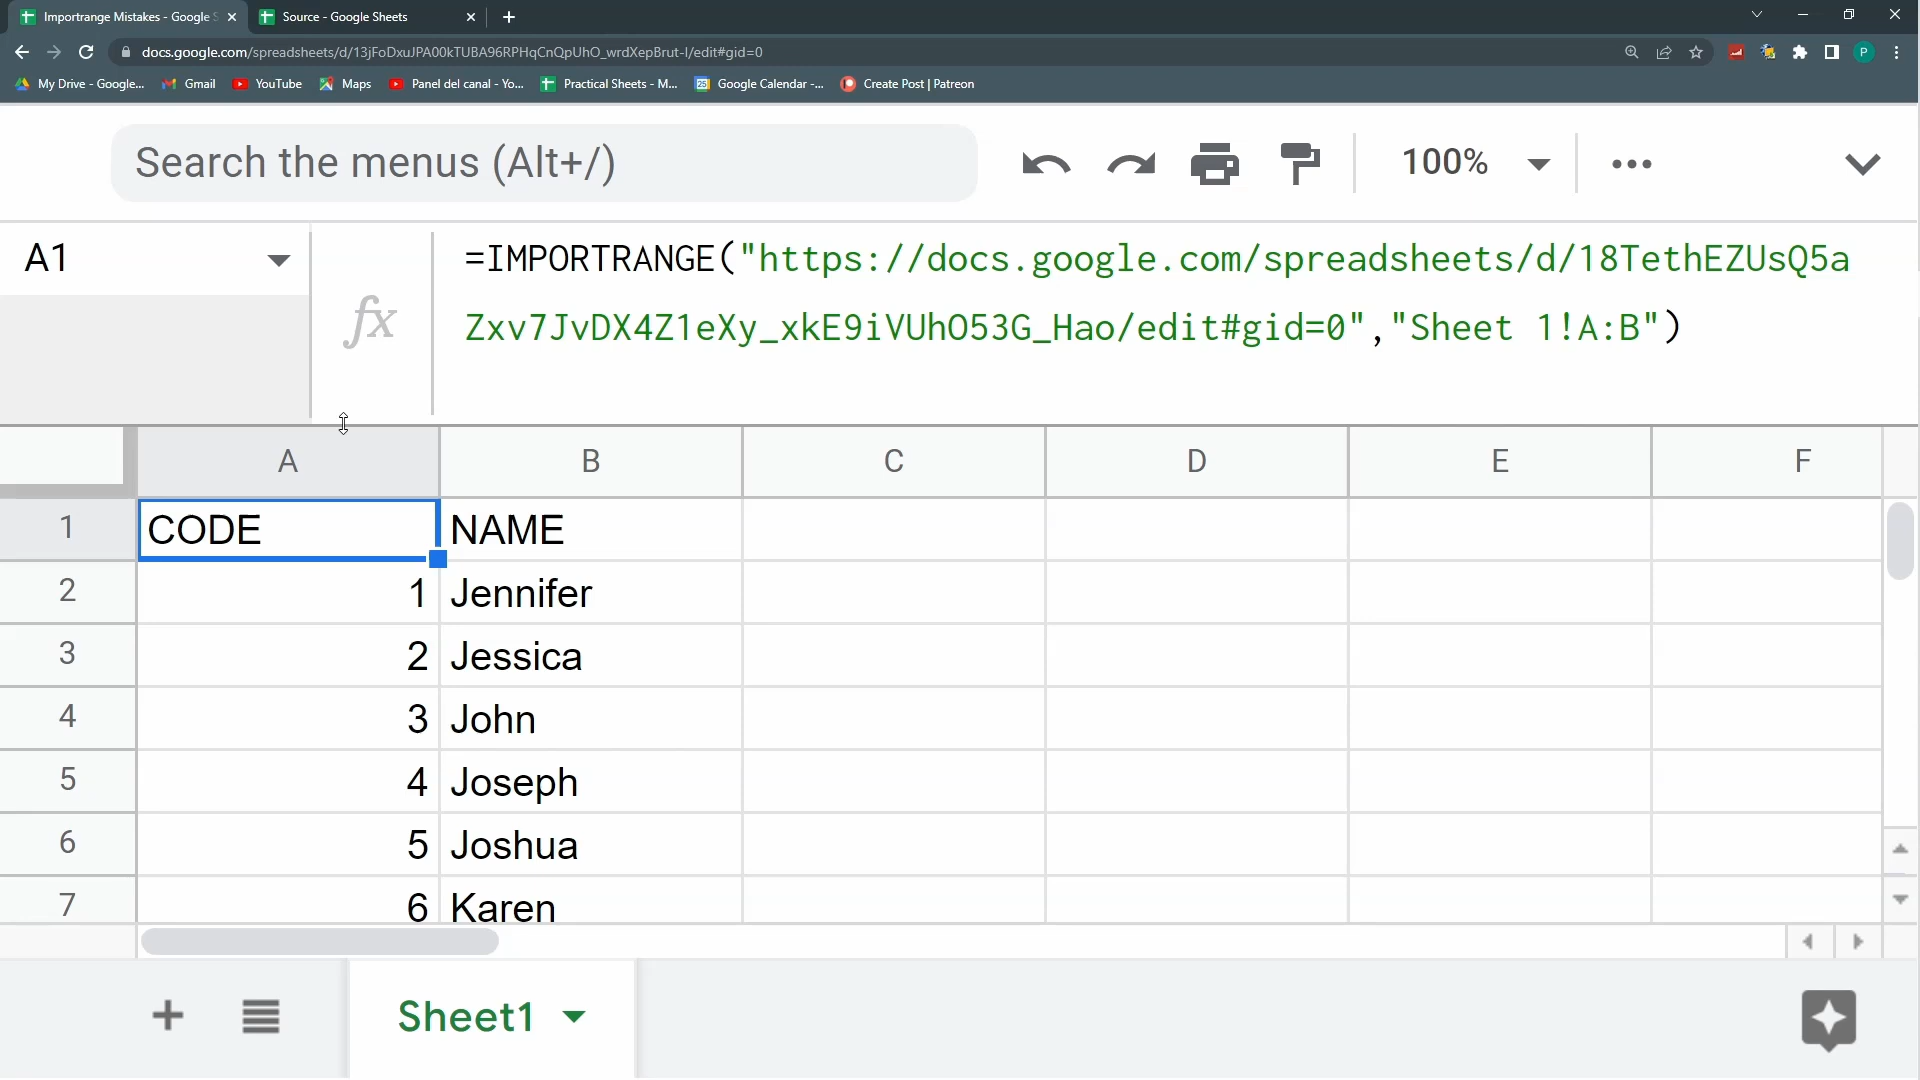 Importrange Mistakes - Google S
Source - Google Sheets
docs.google.com/spreadsheets/d/13jFoDxuJPA00kTUBA96RPHqCnQpUhO_wrdXepBrut-I/edit#gid=0
P
My Drive - Google...
Gmail
YouTube
Maps
Panel del canal - Yo...
Practical Sheets - M...
Google Calendar -...
Create Post | Patreon
Search the menus (Alt+/)
100%
A1
fx
=IMPORTRANGE("https://docs.google.com/spreadsheets/d/18TethEZUsQ5a
Zxv7JvDX4Z1eXy_xkE9iVUhO53G_Hao/edit#gid=0","Sheet 1!A:B")
A B C D E F
1 CODE NAME
2 1 Jennifer
3 2 Jessica
4 3 John
5 4 Joseph
6 5 Joshua
7 6 Karen
Sheet1